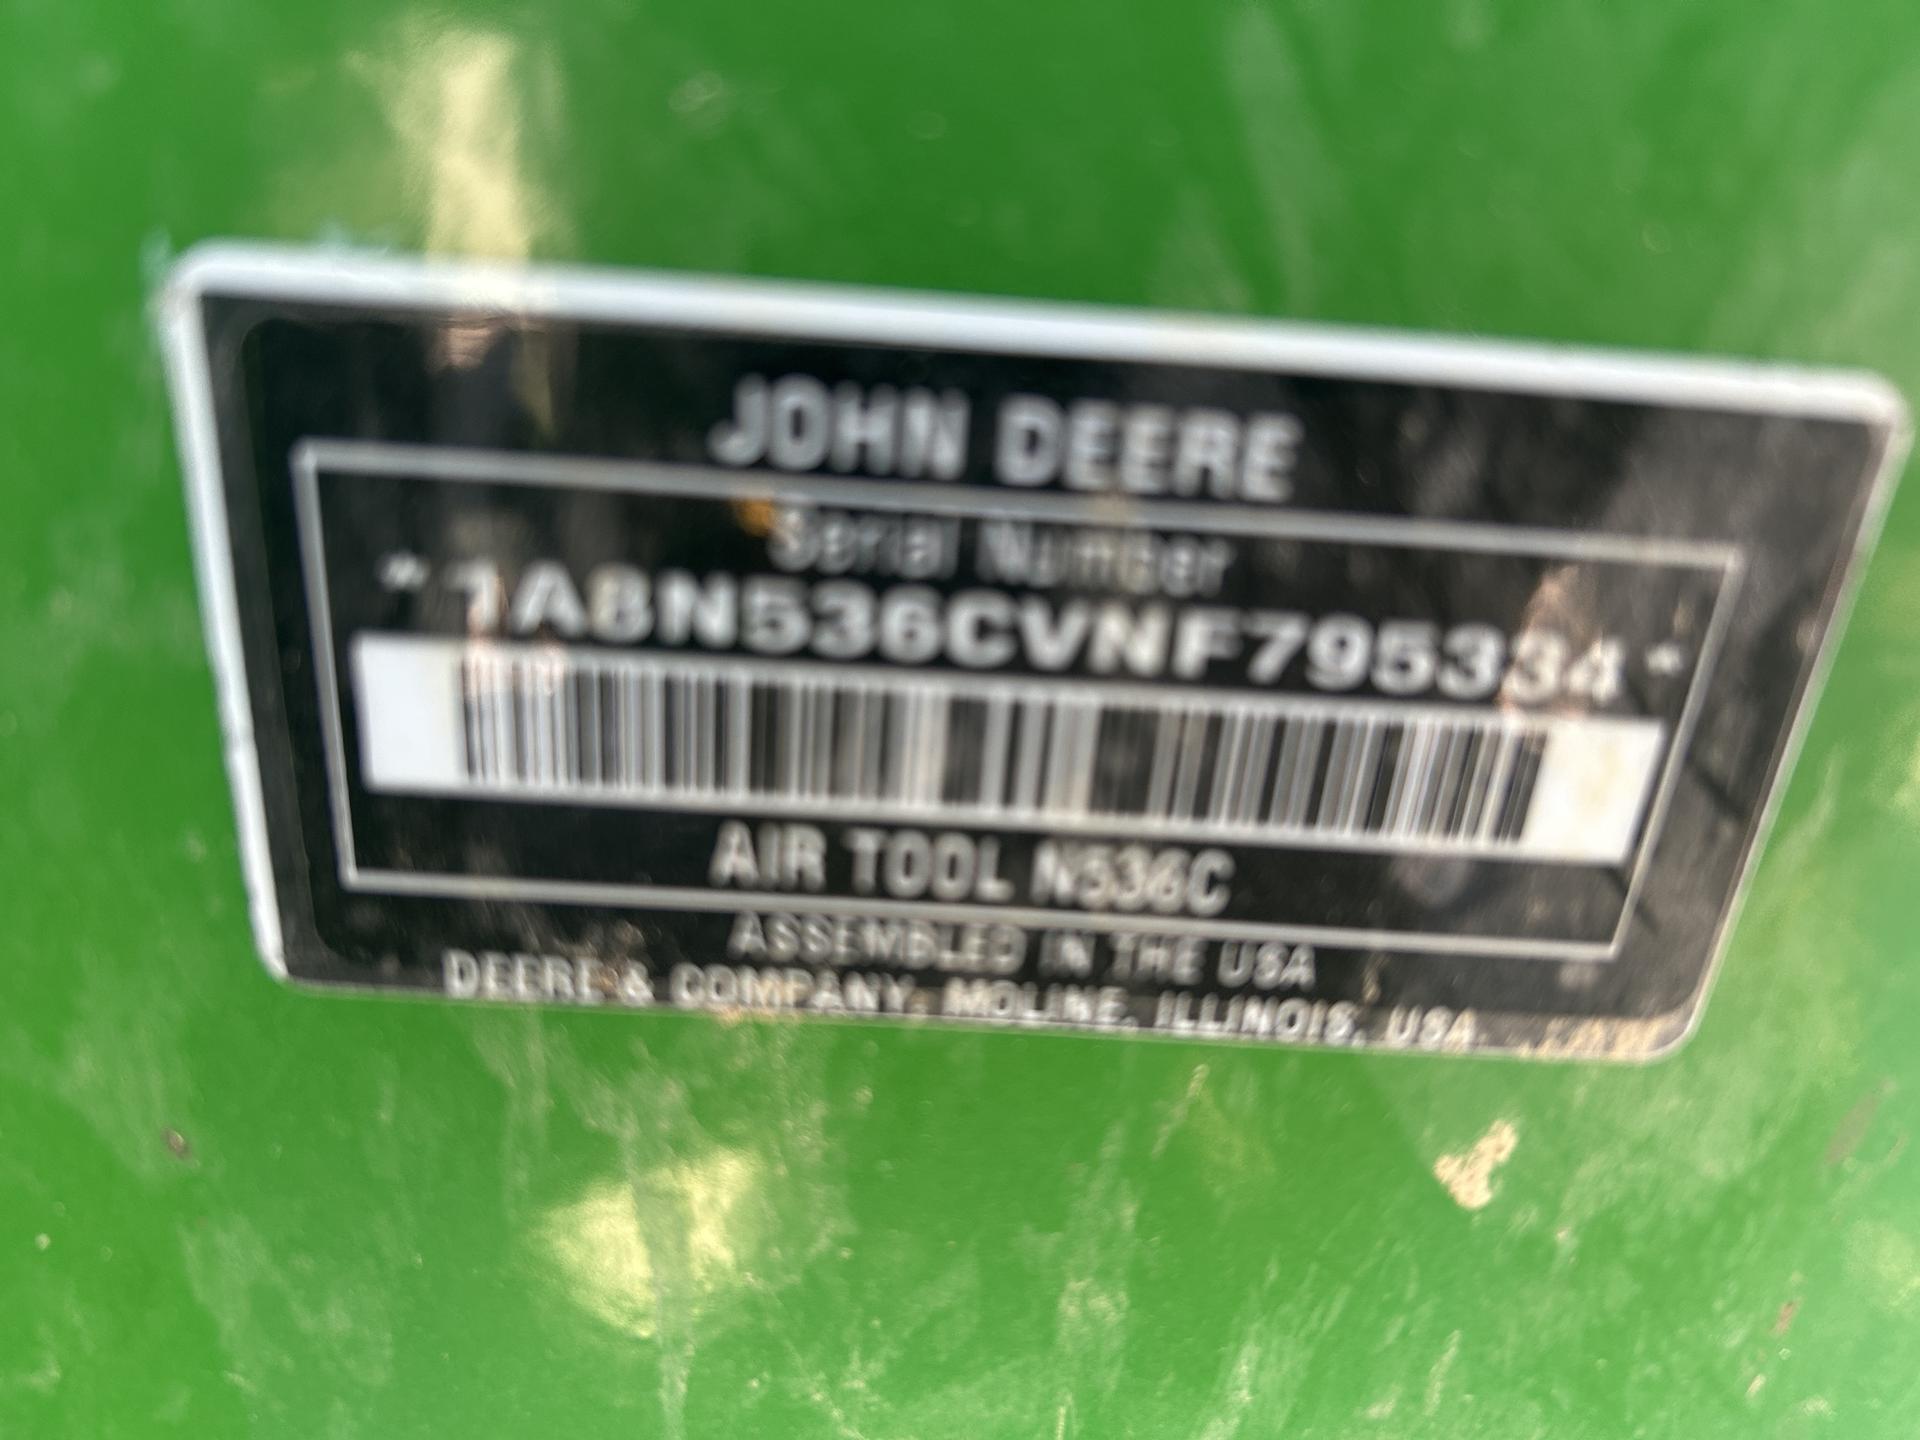 JOHN DEERE
Serial Number
*1A8N536CVNF795334*
AIR TOOL N536C
ASSEMBLED IN THE USA
DEERE & COMPANY, MOLINE, ILLINOIS, USA